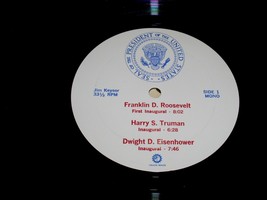 SEAL OF THE PRESIDENT OF THE UNITED STATES
Jim Keyser
33⅓ RPM
SIDE 1
MONO
Franklin D. Roosevelt
First Inaugural - 8:02
Harry S. Truman
Inaugural - 6:28
Dwight D. Eisenhower
Inaugural - 7:46